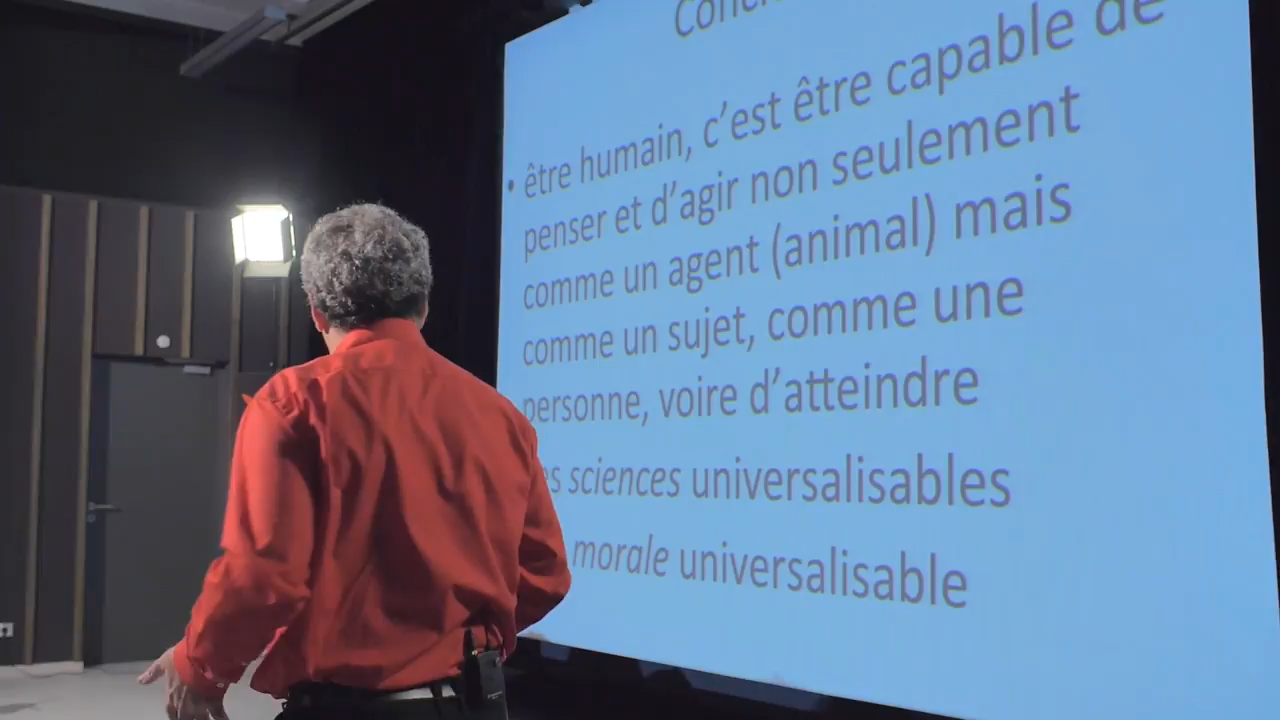 être humain, c'est être capable de
penser et d'agir non seulement
comme un agent (animal) mais
comme un sujet, comme une
personne, voire d'atteindre
sciences universalisables
morale universalisable